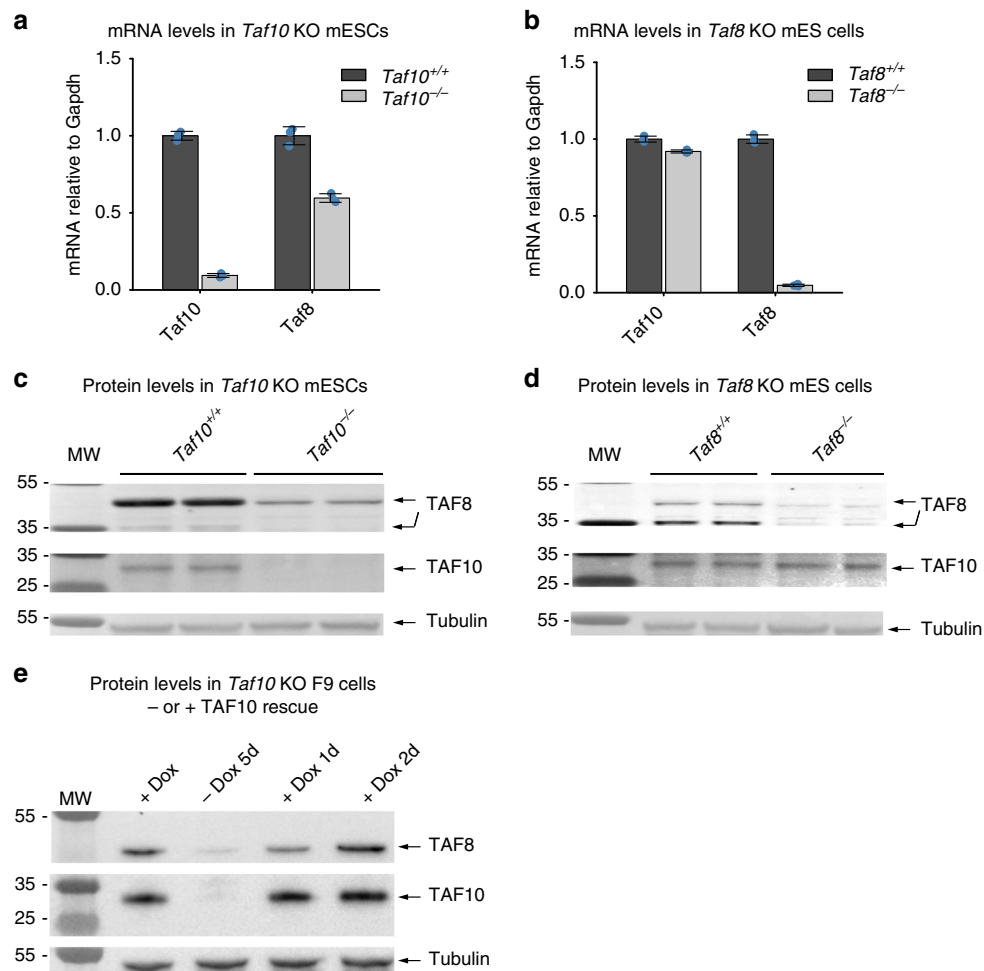 a
mRNA levels in Taf10 KO mESCs
mRNA relative to Gapdh
1.5
1.0
0.5
0.0
Taf10+/+
Taf10−/−
Taf10
Taf8
b
mRNA levels in Taf8 KO mES cells
mRNA relative to Gapdh
1.5
1.0
0.5
0.0
Taf8+/+
Taf8−/−
Taf10
Taf8
c
Protein levels in Taf10 KO mESCs
MW
Taf10+/+
Taf10−/−
55 -
35 -
TAF8
35 -
25 -
TAF10
55 -
Tubulin
d
Protein levels in Taf8 KO mES cells
MW
Taf8+/+
Taf8−/−
55 -
35 -
TAF8
35 -
25 -
TAF10
55 -
Tubulin
e
Protein levels in Taf10 KO F9 cells
– or + TAF10 rescue
MW
+ Dox
– Dox 5d
+ Dox 1d
+ Dox 2d
55 -
TAF8
35 -
25 -
TAF10
55 -
Tubulin